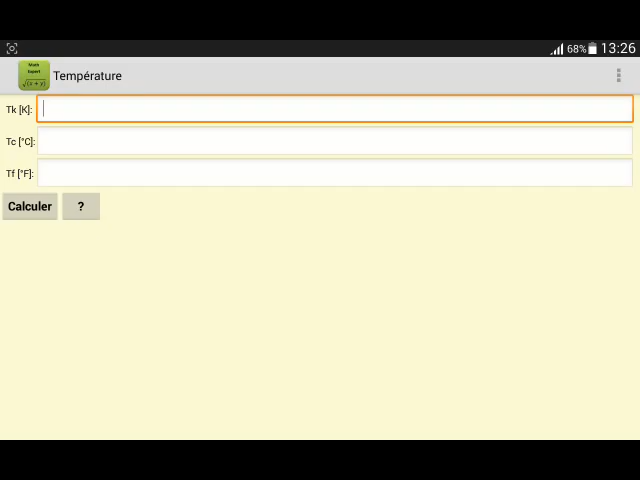 68% 13:26
Math
Expert
√(x + y)
Température
Tk [K]:
Tc [°C]:
Tf [°F]:
Calculer ?